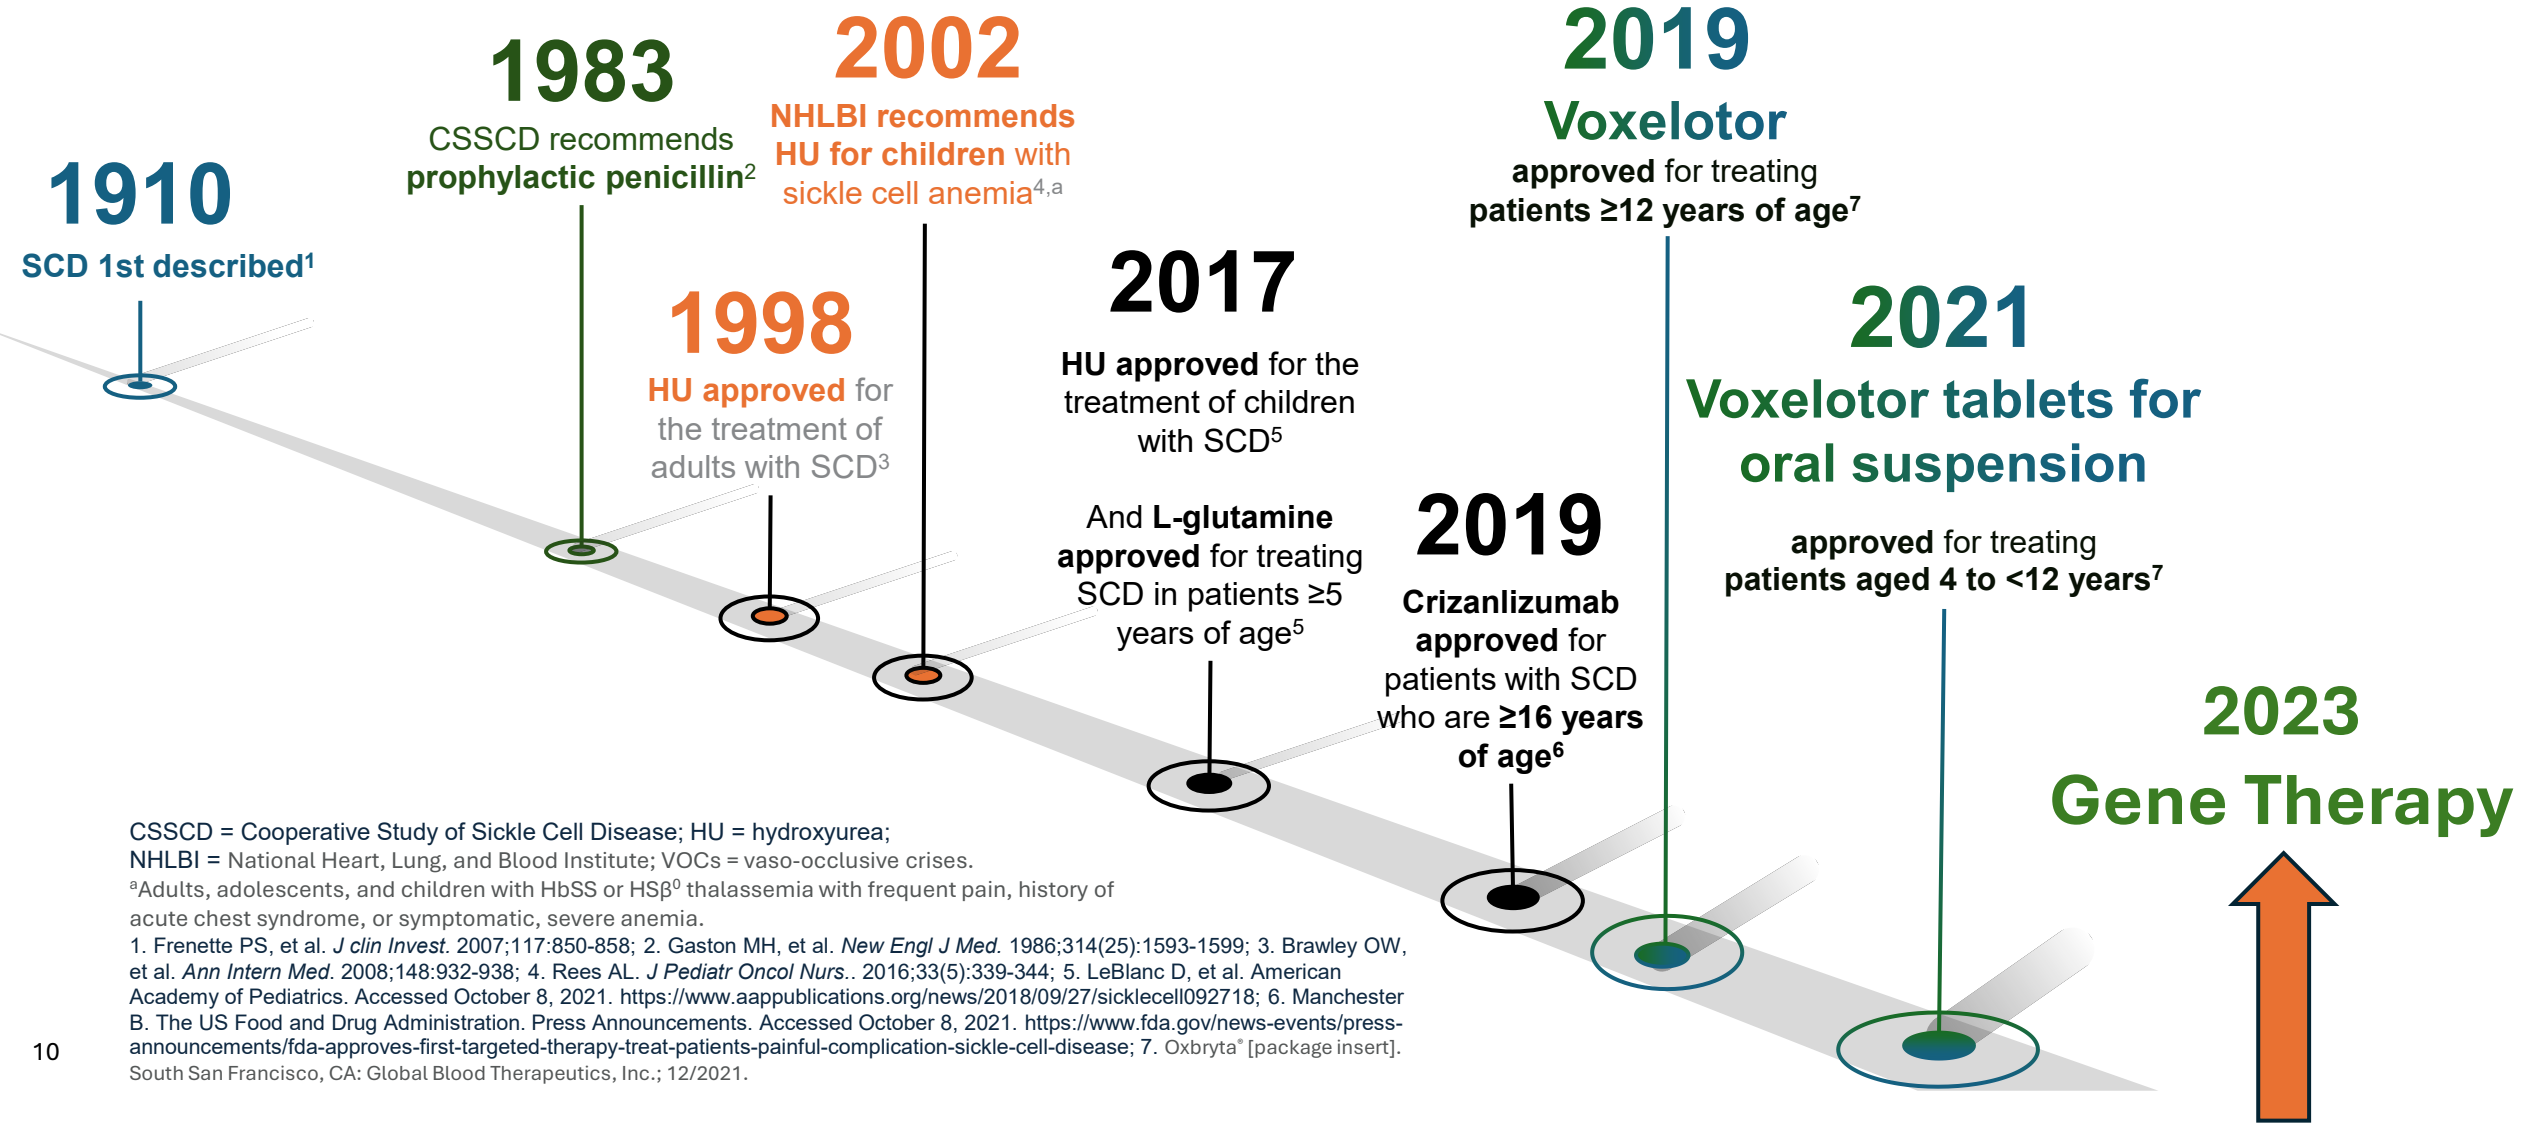 1910
SCD 1st described¹
1983
CSSCD recommends
prophylactic penicillin²
1998
HU approved for
the treatment of
adults with SCD³
2002
NHLBI recommends
HU for children with
sickle cell anemia⁴,ᵃ
2017
HU approved for the
treatment of children
with SCD⁵
And L-glutamine
approved for treating
SCD in patients ≥5
years of age⁵
2019
Crizanlizumab
approved for
patients with SCD
who are ≥16 years
of age⁶
2019
Voxelotor
approved for treating
patients ≥12 years of age⁷
2021
Voxelotor tablets for
oral suspension
approved for treating
patients aged 4 to <12 years⁷
2023
Gene Therapy
CSSCD = Cooperative Study of Sickle Cell Disease; HU = hydroxyurea;
NHLBI = National Heart, Lung, and Blood Institute; VOCs = vaso-occlusive crises.
ᵃAdults, adolescents, and children with HbSS or HSβ⁰ thalassemia with frequent pain, history of
acute chest syndrome, or symptomatic, severe anemia.
1. Frenette PS, et al. J clin Invest. 2007;117:850-858; 2. Gaston MH, et al. New Engl J Med. 1986;314(25):1593-1599; 3. Brawley OW,
et al. Ann Intern Med. 2008;148:932-938; 4. Rees AL. J Pediatr Oncol Nurs.. 2016;33(5):339-344; 5. LeBlanc D, et al. American
Academy of Pediatrics. Accessed October 8, 2021. https://www.aappublications.org/news/2018/09/27/sicklecell092718; 6. Manchester
B. The US Food and Drug Administration. Press Announcements. Accessed October 8, 2021. https://www.fda.gov/news-events/press-
announcements/fda-approves-first-targeted-therapy-treat-patients-painful-complication-sickle-cell-disease; 7. Oxbryta® [package insert].
South San Francisco, CA: Global Blood Therapeutics, Inc.; 12/2021.
10